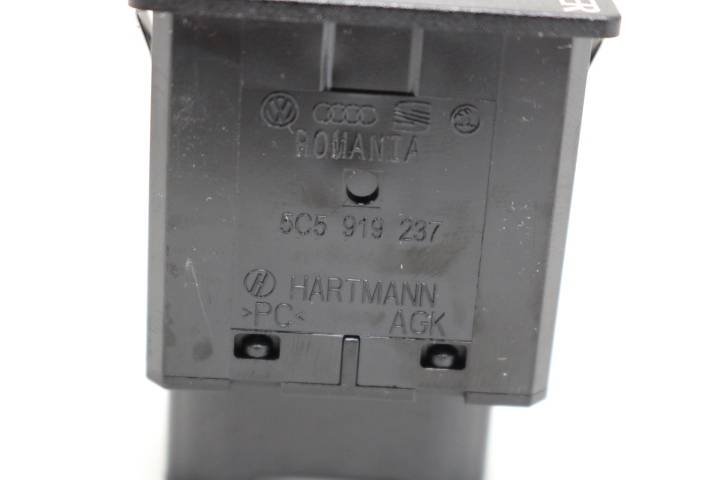 ROMANIA
5C5 919 237
HARTMANN
>PC< AGK